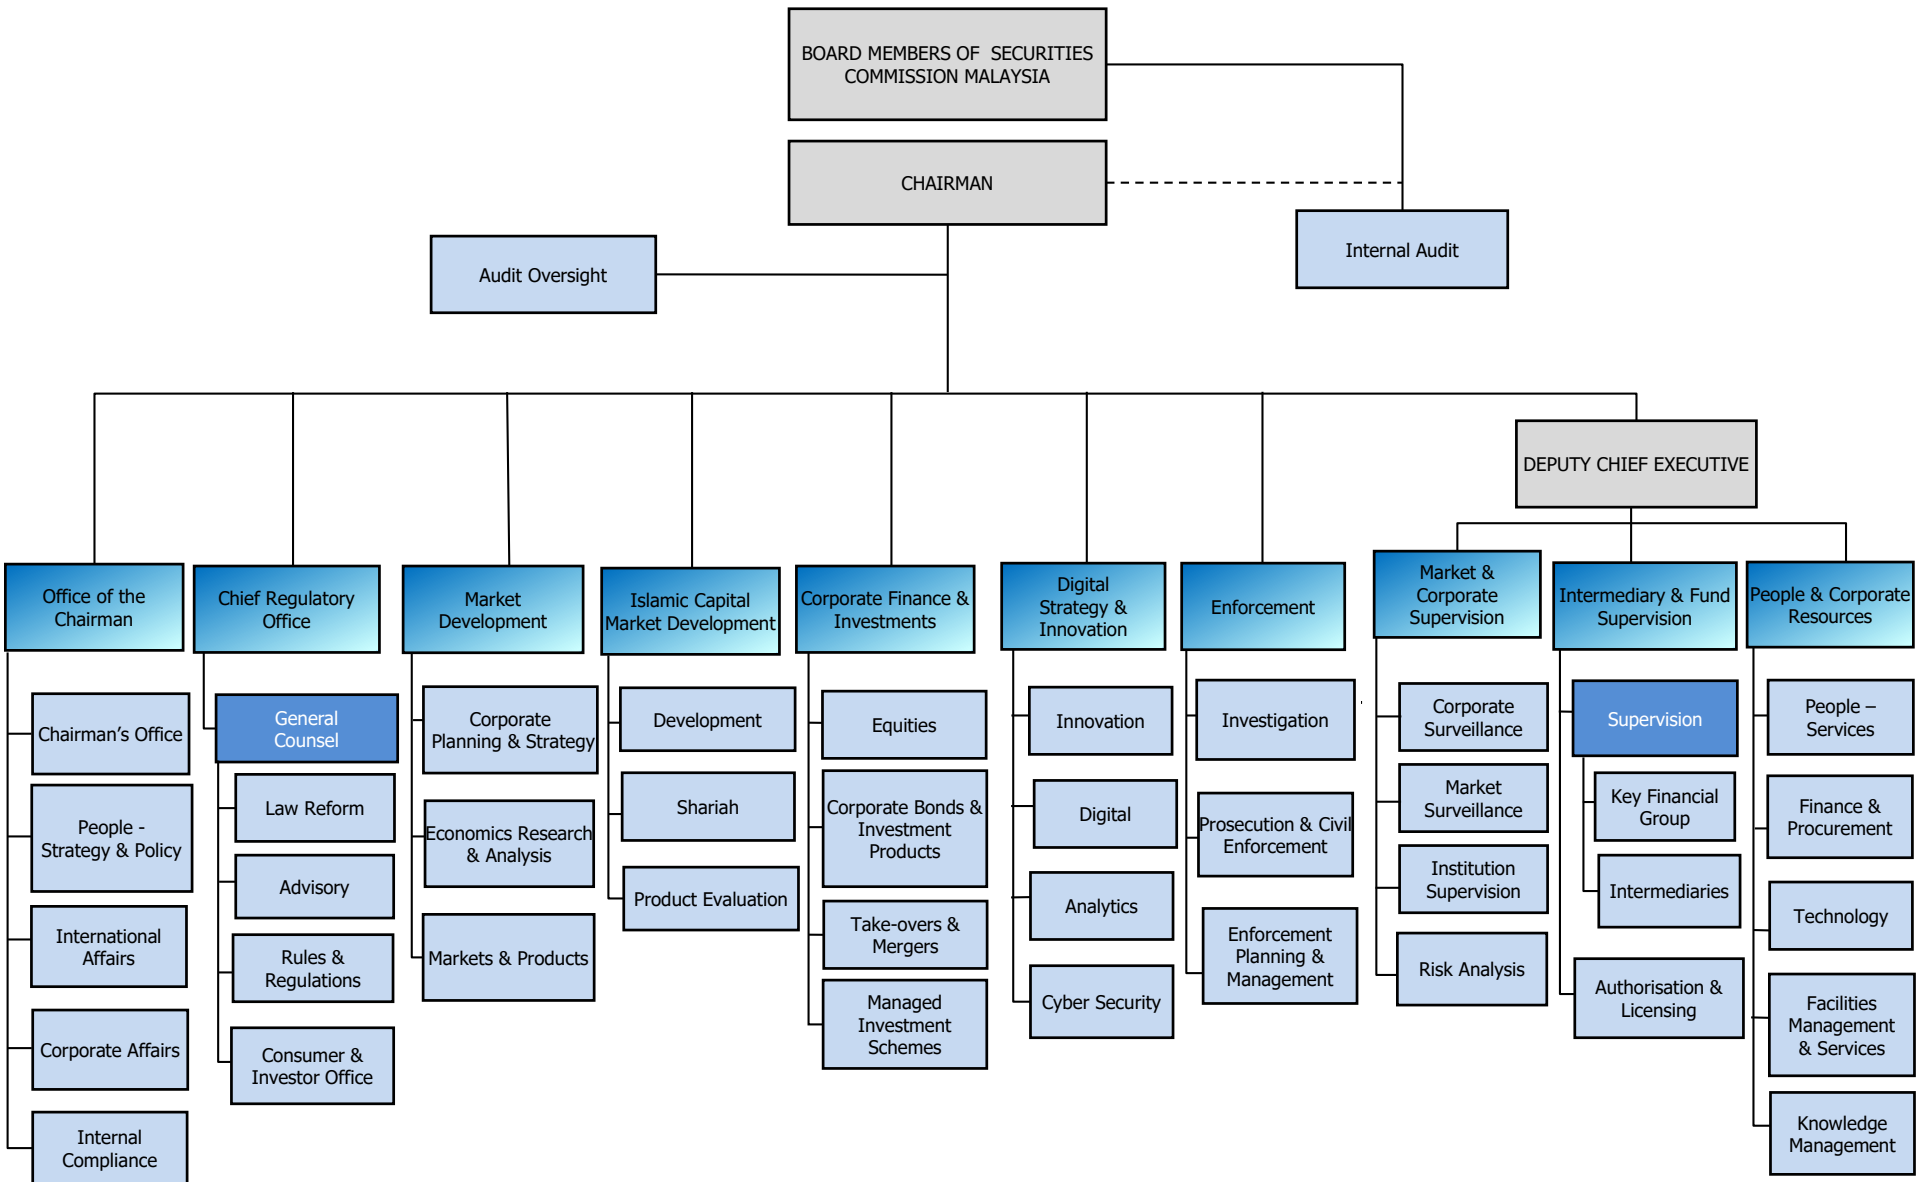 BOARD MEMBERS OF SECURITIES
COMMISSION MALAYSIA
CHAIRMAN
Internal Audit
Audit Oversight
DEPUTY CHIEF EXECUTIVE
Office of the
Chairman
Chairman’s Office
People -
Strategy & Policy
International
Affairs
Corporate Affairs
Internal
Compliance
Chief Regulatory
Office
General
Counsel
Law Reform
Advisory
Rules &
Regulations
Consumer &
Investor Office
Market
Development
Corporate
Planning & Strategy
Economics Research
& Analysis
Markets & Products
Islamic Capital
Market Development
Development
Shariah
Product Evaluation
Corporate Finance &
Investments
Equities
Corporate Bonds &
Investment
Products
Take-overs &
Mergers
Managed
Investment
Schemes
Digital
Strategy &
Innovation
Innovation
Digital
Analytics
Cyber Security
Enforcement
Investigation
Prosecution & Civil
Enforcement
Enforcement
Planning &
Management
Market &
Corporate
Supervision
Corporate
Surveillance
Market
Surveillance
Institution
Supervision
Risk Analysis
Intermediary & Fund
Supervision
Supervision
Key Financial
Group
Intermediaries
Authorisation &
Licensing
People & Corporate
Resources
People –
Services
Finance &
Procurement
Technology
Facilities
Management
& Services
Knowledge
Management